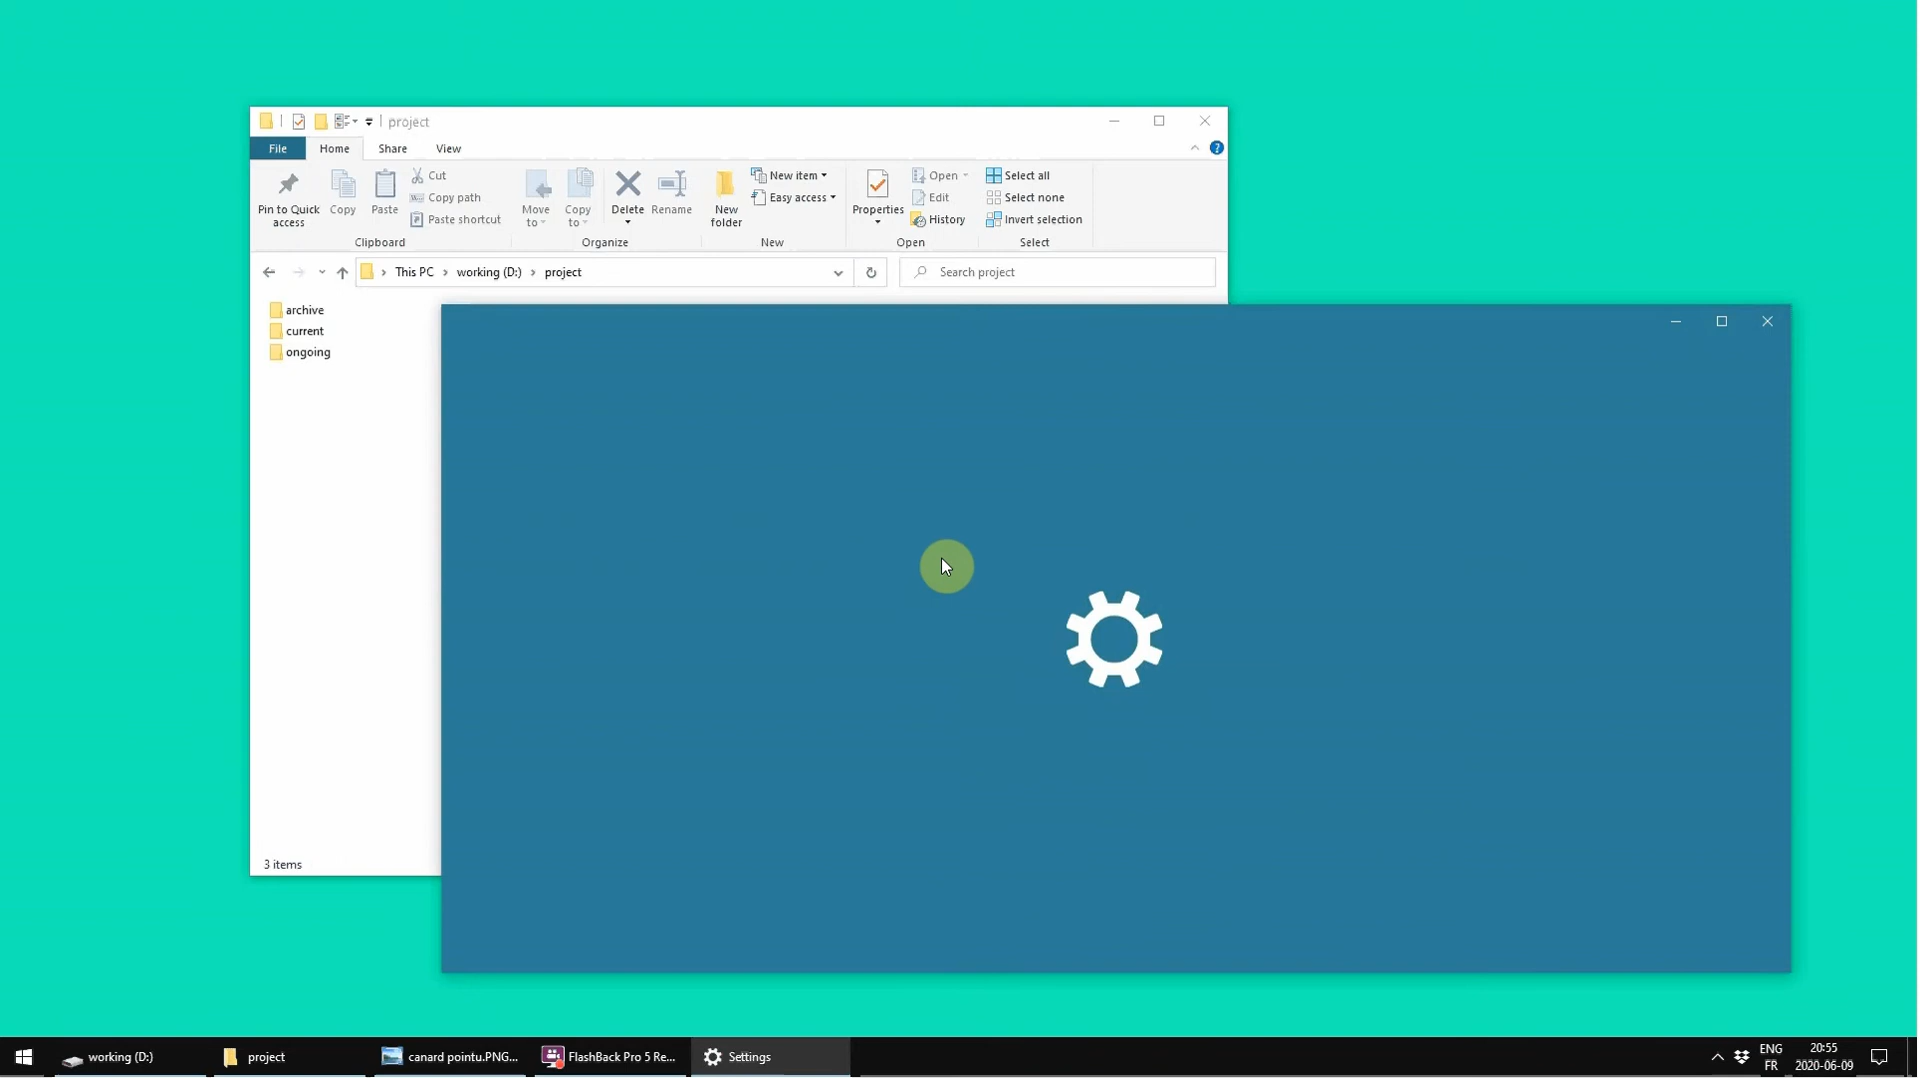 project
File Home Share View
Pin to Quick access
Copy
Paste
Cut
Copy path
Paste shortcut
Clipboard
Move to
Copy to
Delete
Rename
Organize
New folder
New item
Easy access
New
Properties
Open
Edit
History
Open
Select all
Select none
Invert selection
Select
This PC > working (D:) > project
Search project
archive
current
ongoing
3 items
working (D:)
project
canard pointu.PNG...
FlashBack Pro 5 Re...
Settings
ENG
FR
20:55
2020-06-09